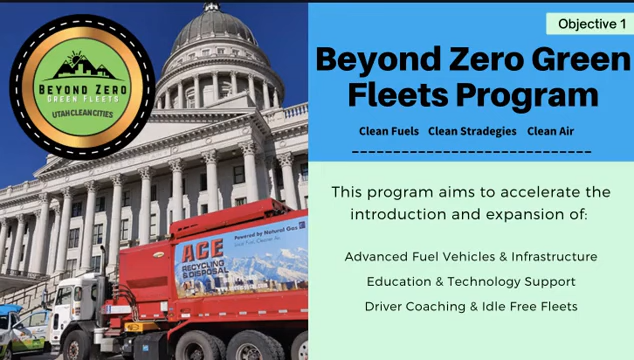 Objective 1
Beyond Zero Green
Fleets Program
Clean Fuels Clean Stradegies Clean Air
This program aims to accelerate the
introduction and expansion of:
Advanced Fuel Vehicles & Infrastructure
Education & Technology Support
Driver Coaching & Idle Free Fleets
BEYOND ZERO
GREEN FLEETS
UTAH CLEAN CITIES
Powered by Natural Gas
ACE
RECYCLING
& DISPOSAL